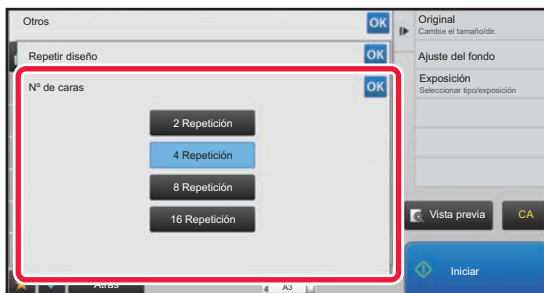 Otros
OK
Repetir diseño
OK
Nº de caras
OK
2 Repetición
4 Repetición
8 Repetición
16 Repetición
Atrás
A3
Original
Cambie el tamaño/dir.
Ajuste del fondo
Exposición
Seleccionar tipo/exposición
Vista previa
CA
Iniciar